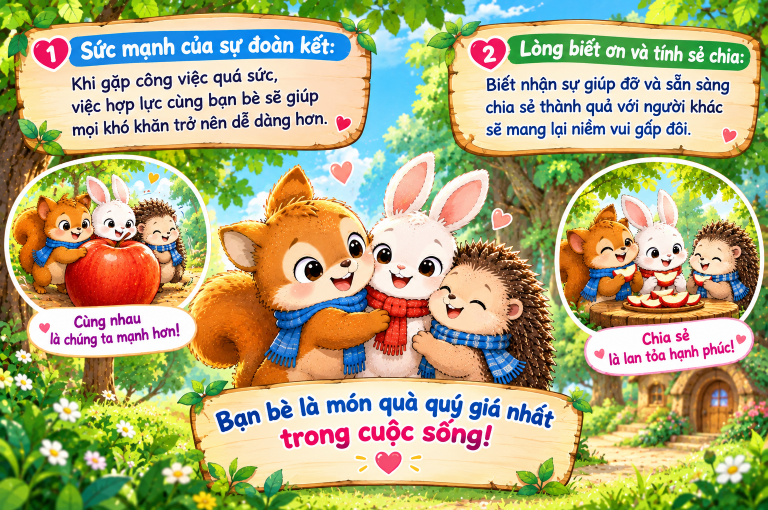 1 Sức mạnh của sự đoàn kết:
Khi gặp công việc quá sức,
việc hợp lực cùng bạn bè sẽ giúp
mọi khó khăn trở nên dễ dàng hơn.
2 Lòng biết ơn và tính sẻ chia:
Biết nhận sự giúp đỡ và sẵn sàng
chia sẻ thành quả với người khác
sẽ mang lại niềm vui gấp đôi.
Cùng nhau
là chúng ta mạnh hơn!
Chia sẻ
là lan tỏa hạnh phúc!
Bạn bè là món quà quý giá nhất
trong cuộc sống!